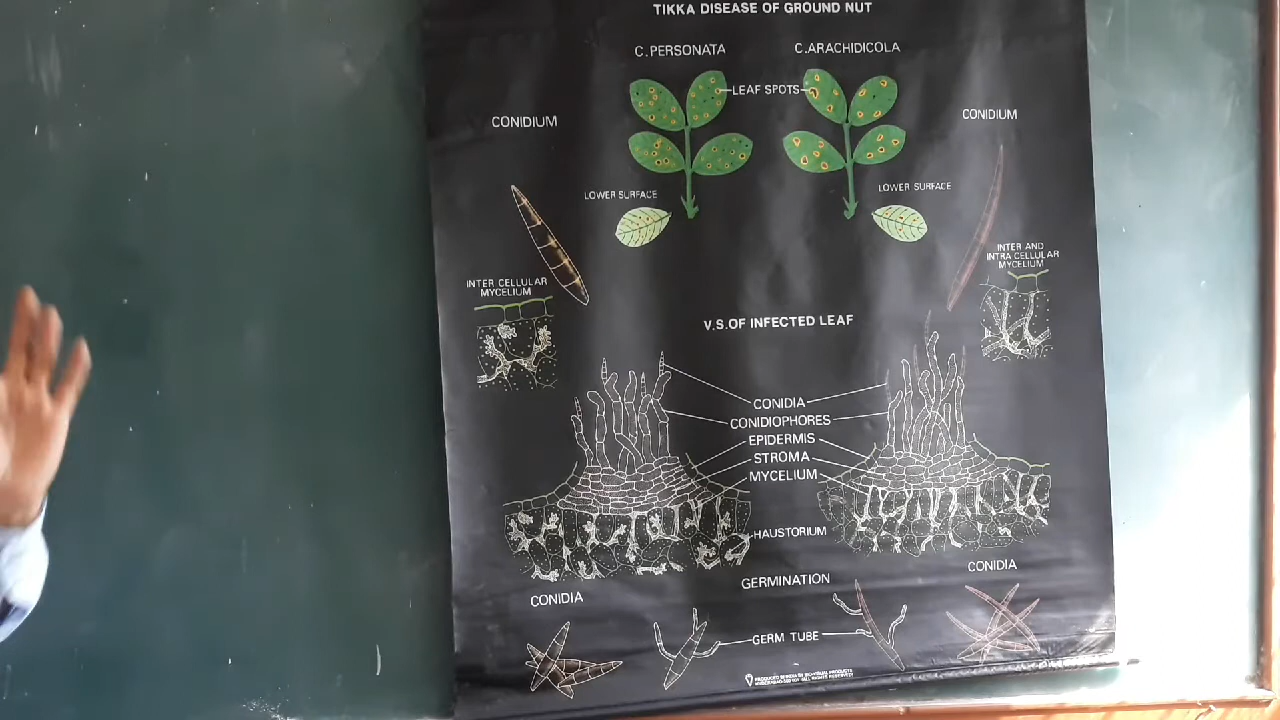 TIKKA DISEASE OF GROUND NUT
C.PERSONATA
C.ARACHIDICOLA
LEAF SPOTS
CONIDIUM
CONIDIUM
LOWER SURFACE
LOWER SURFACE
INTER CELLULAR
MYCELIUM
INTER AND
INTRA CELLULAR
MYCELIUM
V.S.OF INFECTED LEAF
CONIDIA
CONIDIOPHORES
EPIDERMIS
STROMA
MYCELIUM
HAUSTORIUM
GERMINATION
CONIDIA
CONIDIA
GERM TUBE